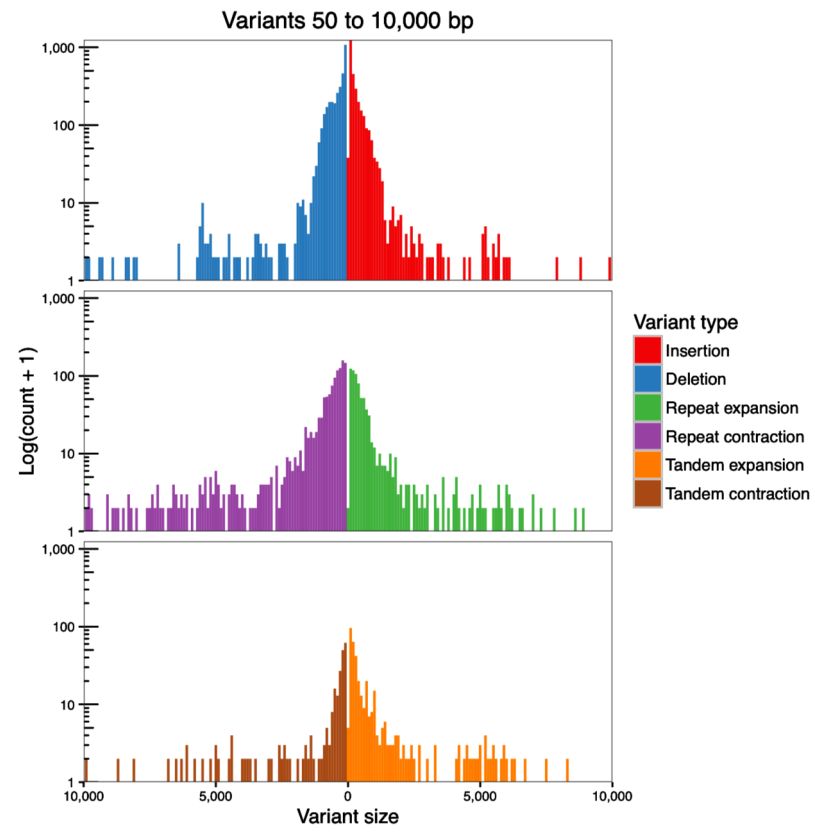 Variants 50 to 10,000 bp
1,000
100
10
1
1,000
100
10
1
1,000
100
10
1
Log(count + 1)
10,000 5,000 0 5,000 10,000
Variant size
Variant type
Insertion
Deletion
Repeat expansion
Repeat contraction
Tandem expansion
Tandem contraction